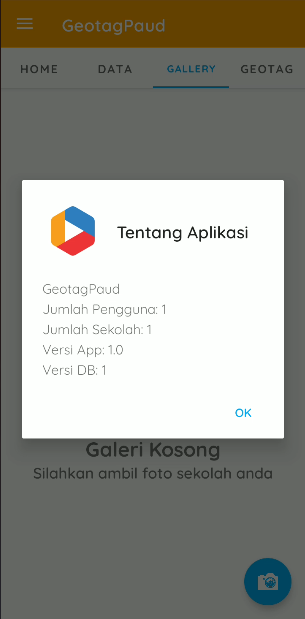 GeotagPaud
HOME DATA GALLERY GEOTAG
Tentang Aplikasi
GeotagPaud
Jumlah Pengguna: 1
Jumlah Sekolah: 1
Versi App: 1.0
Versi DB: 1
OK
Galeri Kosong
Silahkan ambil foto sekolah anda